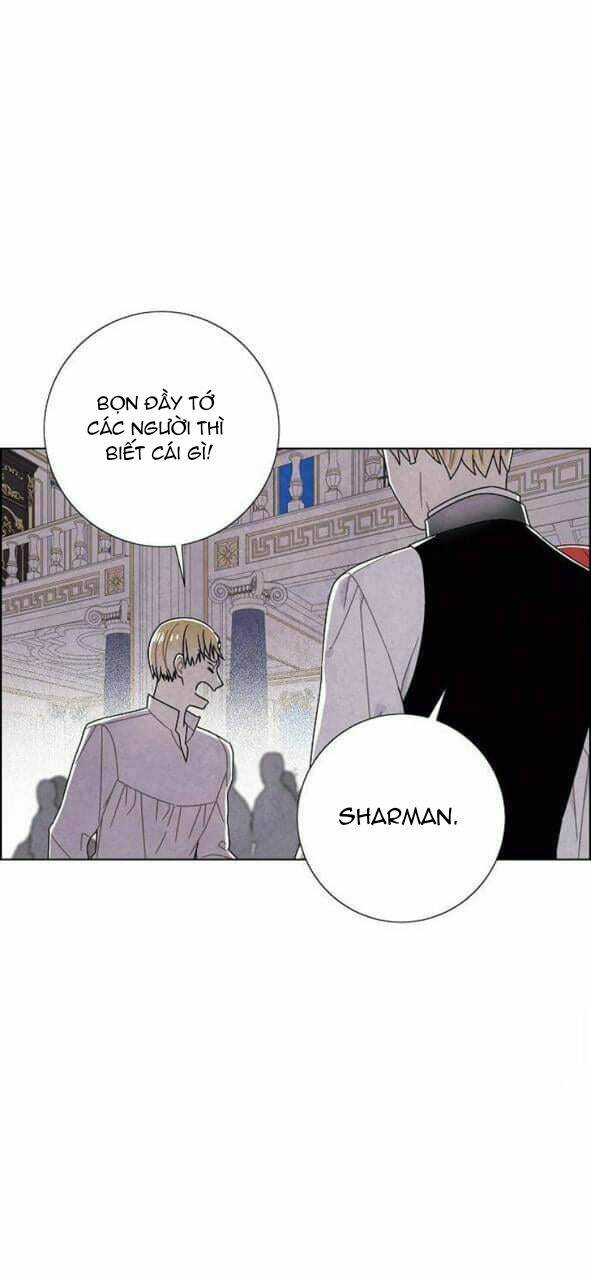 BỌN ĐẦY TỚ
CÁC NGƯỜI THÌ
BIẾT CÁI GÌ!
SHARMAN.